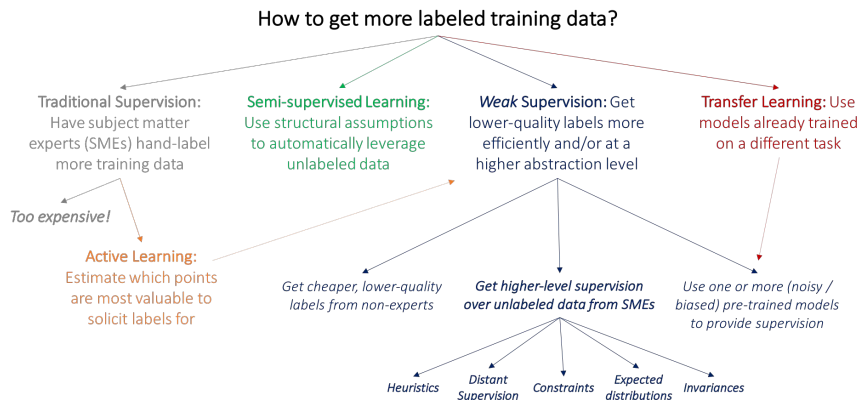 How to get more labeled training data?
Traditional Supervision:
Have subject matter
experts (SMEs) hand-label
more training data
Semi-supervised Learning:
Use structural assumptions
to automatically leverage
unlabeled data
Weak Supervision: Get
lower-quality labels more
efficiently and/or at a
higher abstraction level
Transfer Learning: Use
models already trained
on a different task
Too expensive!
Active Learning:
Estimate which points
are most valuable to
solicit labels for
Get cheaper, lower-quality
labels from non-experts
Get higher-level supervision
over unlabeled data from SMEs
Use one or more (noisy /
biased) pre-trained models
to provide supervision
Heuristics
Distant
Supervision
Constraints
Expected
distributions
Invariances